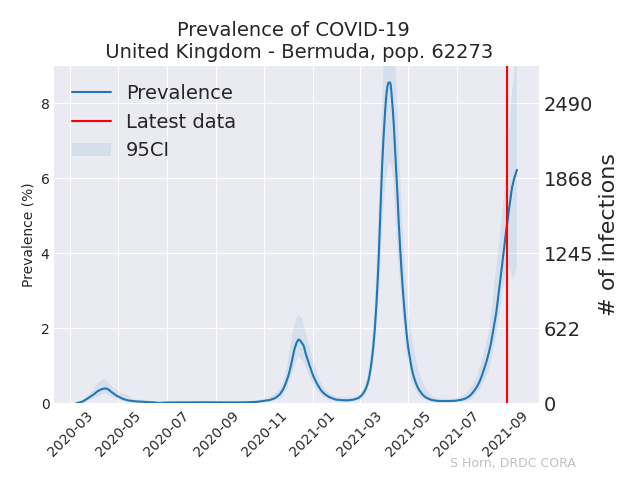 Prevalence of COVID-19
United Kingdom - Bermuda, pop. 62273
Prevalence
Latest data
95CI
Prevalence (%)
8
6
4
2
0
2490
1868
1245
622
0
# of infections
2020-03
2020-05
2020-07
2020-09
2020-11
2021-01
2021-03
2021-05
2021-07
2021-09
S Horn, DRDC CORA